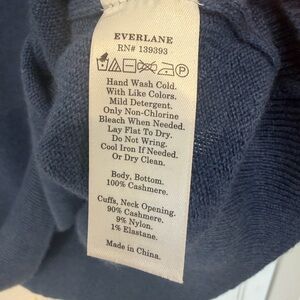 EVERLANE
RN# 139393
P
Hand Wash Cold.
With Like Colors.
Mild Detergent.
Only Non-Chlorine
Bleach When Needed.
Lay Flat To Dry.
Do Not Wring.
Cool Iron If Needed.
Or Dry Clean.
Body, Bottom.
100% Cashmere.
Cuffs, Neck Opening.
90% Cashmere.
9% Nylon.
1% Elastane.
Made in China.